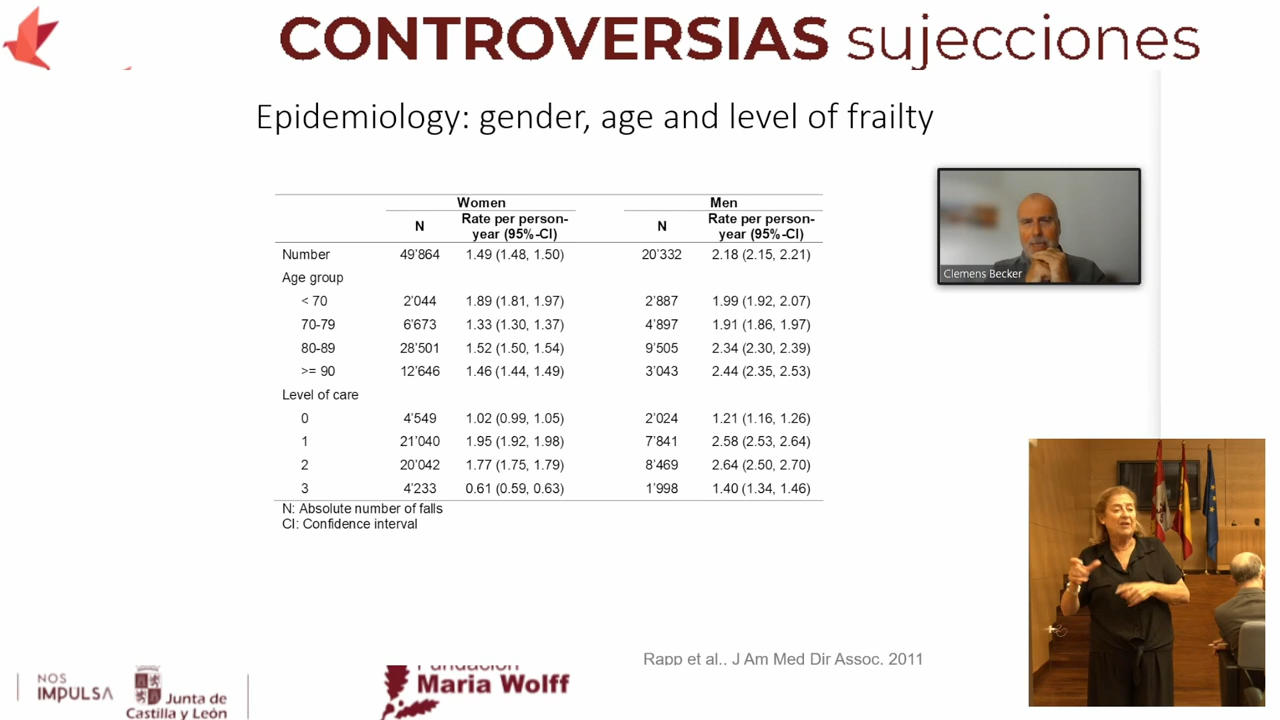 CONTROVERSIAS sujecciones
Epidemiology: gender, age and level of frailty
Women Men
N Rate per person-year (95%-CI) N Rate per person-year (95%-CI)
Number 49'864 1.49 (1.48, 1.50) 20'332 2.18 (2.15, 2.21)
Age group
< 70 2'044 1.89 (1.81, 1.97) 2'887 1.99 (1.92, 2.07)
70-79 6'673 1.33 (1.30, 1.37) 4'897 1.91 (1.86, 1.97)
80-89 28'501 1.52 (1.50, 1.54) 9'505 2.34 (2.30, 2.39)
>= 90 12'646 1.46 (1.44, 1.49) 3'043 2.44 (2.35, 2.53)
Level of care
0 4'549 1.02 (0.99, 1.05) 2'024 1.21 (1.16, 1.26)
1 21'040 1.95 (1.92, 1.98) 7'841 2.58 (2.53, 2.64)
2 20'042 1.77 (1.75, 1.79) 8'469 2.64 (2.50, 2.70)
3 4'233 0.61 (0.59, 0.63) 1'998 1.40 (1.34, 1.46)
N: Absolute number of falls
CI: Confidence interval
Clemens Becker
Rapp et al., J Am Med Dir Assoc. 2011
NOS
IMPULSA
Junta de
Castilla y León
Fundación
Maria Wolff